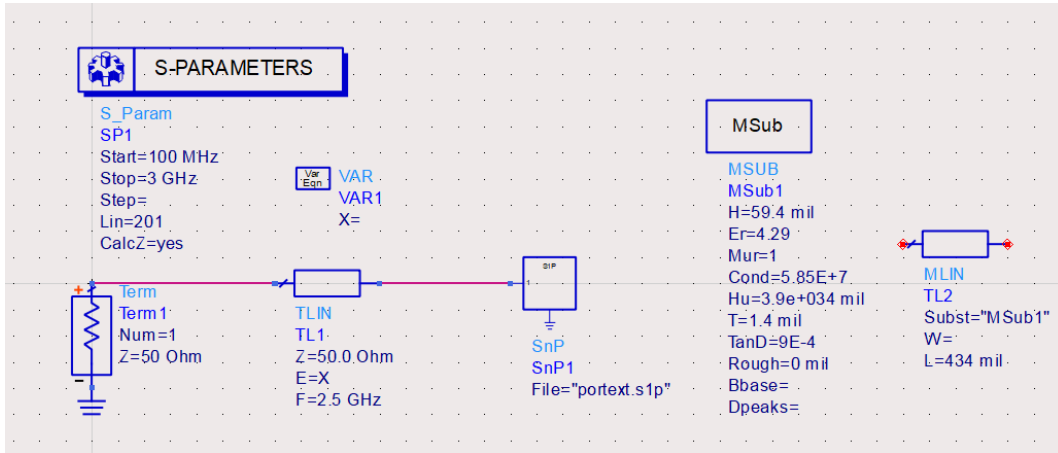 S-PARAMETERS
S_Param
SP1
Start=100 MHz
Stop=3 GHz
Step=
Lin=201
CalcZ=yes
Var
Eqn
VAR
VAR1
X=
+
Term
Term1
Num=1
Z=50 Ohm
-
TLIN
TL1
Z=50.0 Ohm
E=X
F=2.5 GHz
S1P
1
SnP
SnP1
File="portext.s1p"
MSub
MSUB
MSub1
H=59.4 mil
Er=4.29
Mur=1
Cond=5.85E+7
Hu=3.9e+034 mil
T=1.4 mil
TanD=9E-4
Rough=0 mil
Bbase=
Dpeaks=
MLIN
TL2
Subst="MSub1"
W=
L=434 mil